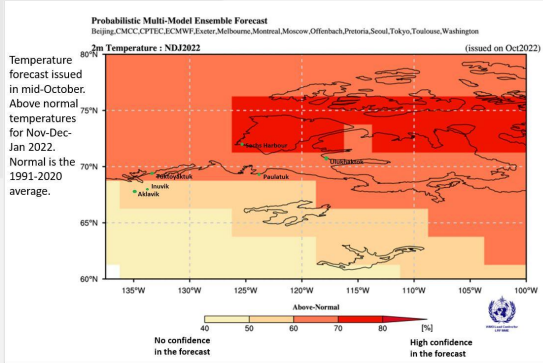 Probabilistic Multi-Model Ensemble Forecast
Beijing,CMCC,CPTEC,ECMWF,Exeter,Melbourne,Montreal,Moscow,Offenbach,Pretoria,Seoul,Tokyo,Toulouse,Washington
2m Temperature : NDJ2022
(issued on Oct2022)
Temperature
forecast issued
in mid-October.
Above normal
temperatures
for Nov-Dec-
Jan 2022.
Normal is the
1991-2020
average.
80°N
75°N
70°N
65°N
60°N
Sachs Harbour
Ulukhaktok
Tuktoyaktuk
Paulatuk
Inuvik
Aklavik
135°W
130°W
125°W
120°W
115°W
110°W
105°W
100°W
Above-Normal
40
50
60
70
80
[%]
No confidence
in the forecast
High confidence
in the forecast